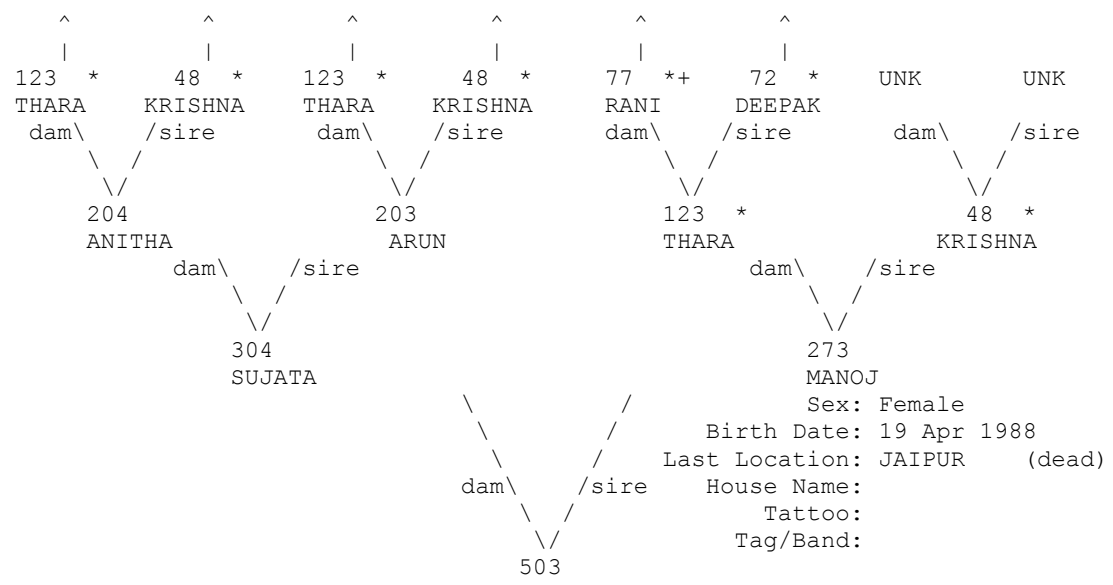 ^ ^ ^ ^ ^ ^
| | | | | |
123 * 48 * 123 * 48 * 77 *+ 72 * UNK UNK
THARA KRISHNA THARA KRISHNA RANI DEEPAK
dam\ /sire dam\ /sire dam\ /sire dam\ /sire
\ / \ / \ / \ /
\/ \/ \/ \/
204 203 123 * 48 *
ANITHA ARUN THARA KRISHNA
dam\ /sire dam\ /sire
\ / \ /
\/ \/
304 273
SUJATA MANOJ
\ / Sex: Female
\ / Birth Date: 19 Apr 1988
\ / Last Location: JAIPUR (dead)
dam\ /sire House Name:
\ / Tattoo:
\/ Tag/Band:
503